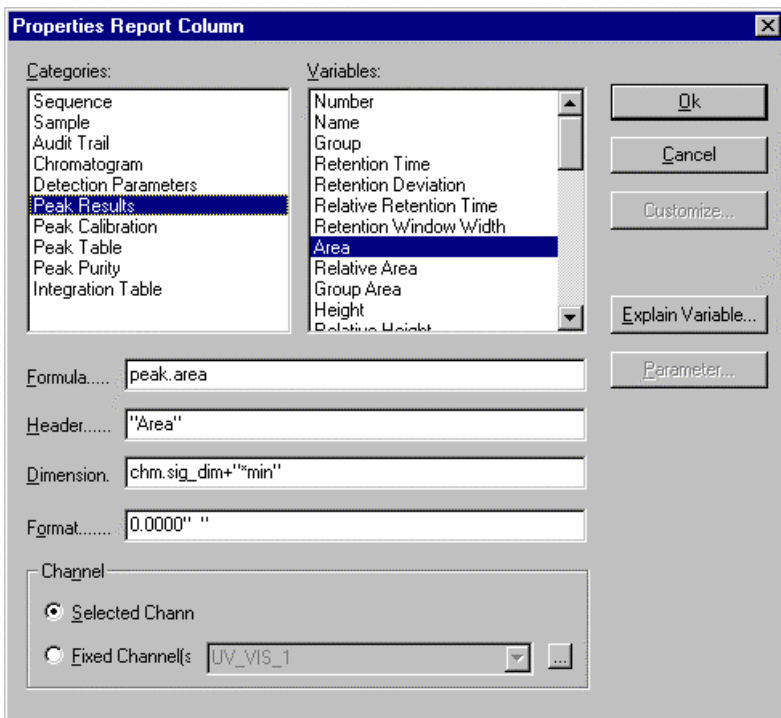 Properties Report Column
Categories:
Sequence
Sample
Audit Trail
Chromatogram
Detection Parameters
Peak Results
Peak Calibration
Peak Table
Peak Purity
Integration Table
Variables:
Number
Name
Group
Retention Time
Retention Deviation
Relative Retention Time
Retention Window Width
Area
Relative Area
Group Area
Height
Relative Height
Ok
Cancel
Customize...
Explain Variable...
Parameter...
Formula..... peak.area
Header...... "Area"
Dimension. chm.sig_dim+"*min"
Format....... 0.0000" "
Channel
Selected Chann
Fixed Channel(s UV_VIS_1 ...